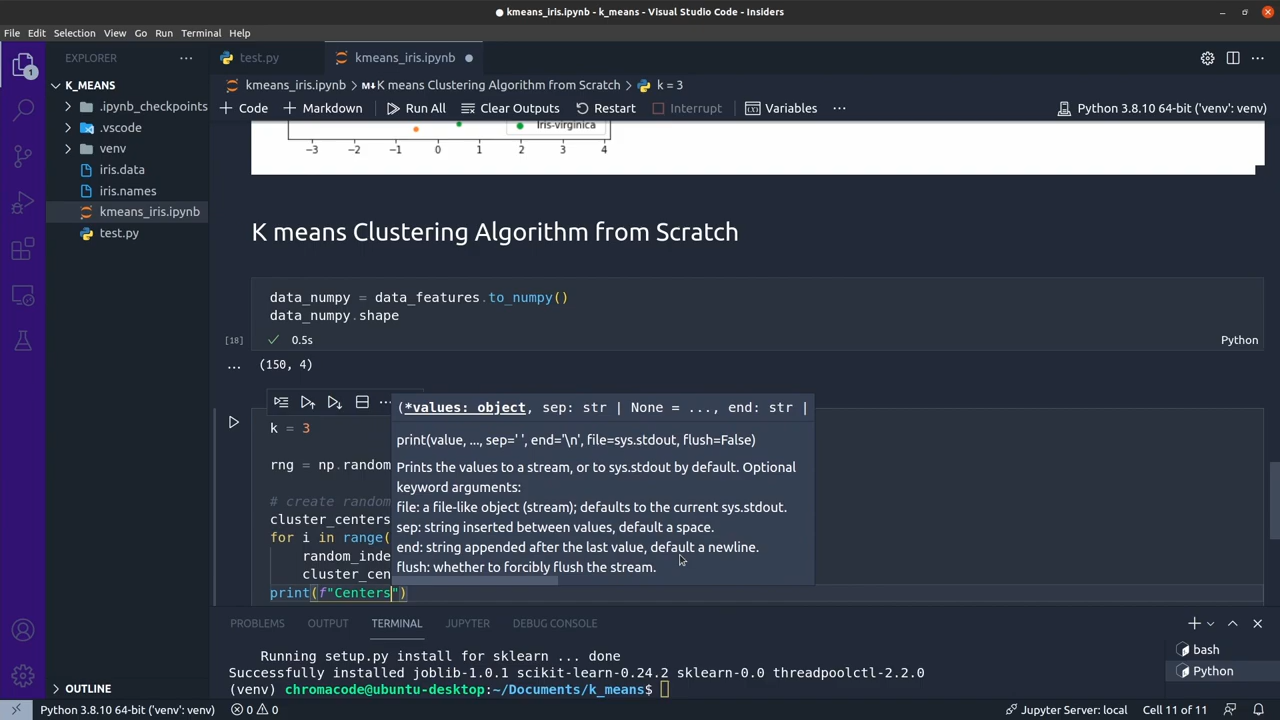 kmeans_iris.ipynb - k_means - Visual Studio Code - Insiders
File Edit Selection View Go Run Terminal Help
EXPLORER
test.py
kmeans_iris.ipynb
K_MEANS
kmeans_iris.ipynb > K means Clustering Algorithm from Scratch > k = 3
.ipynb_checkpoints
Code Markdown Run All Clear Outputs Restart Interrupt Variables
Python 3.8.10 64-bit ('venv': venv)
.vscode
venv
iris.data
iris.names
kmeans_iris.ipynb
test.py
Iris-virginica
−3 −2 −1 0 1 2 3 4
K means Clustering Algorithm from Scratch
data_numpy = data_features.to_numpy()
data_numpy.shape
[18] 0.5s Python
(150, 4)
k = 3
rng = np.random
# create random
cluster_centers
for i in range(
random_inde
cluster_cen
print(f"Centers")
(*values: object, sep: str | None = ..., end: str |
print(value, ..., sep=' ', end='\n', file=sys.stdout, flush=False)
Prints the values to a stream, or to sys.stdout by default. Optional
keyword arguments:
file: a file-like object (stream); defaults to the current sys.stdout.
sep: string inserted between values, default a space.
end: string appended after the last value, default a newline.
flush: whether to forcibly flush the stream.
PROBLEMS OUTPUT TERMINAL JUPYTER DEBUG CONSOLE
Running setup.py install for sklearn ... done
Successfully installed joblib-1.0.1 scikit-learn-0.24.2 sklearn-0.0 threadpoolctl-2.2.0
(venv) chromacode@ubuntu-desktop:~/Documents/k_means$
bash
Python
OUTLINE
Python 3.8.10 64-bit ('venv': venv) 0 0 Jupyter Server: local Cell 11 of 11
1